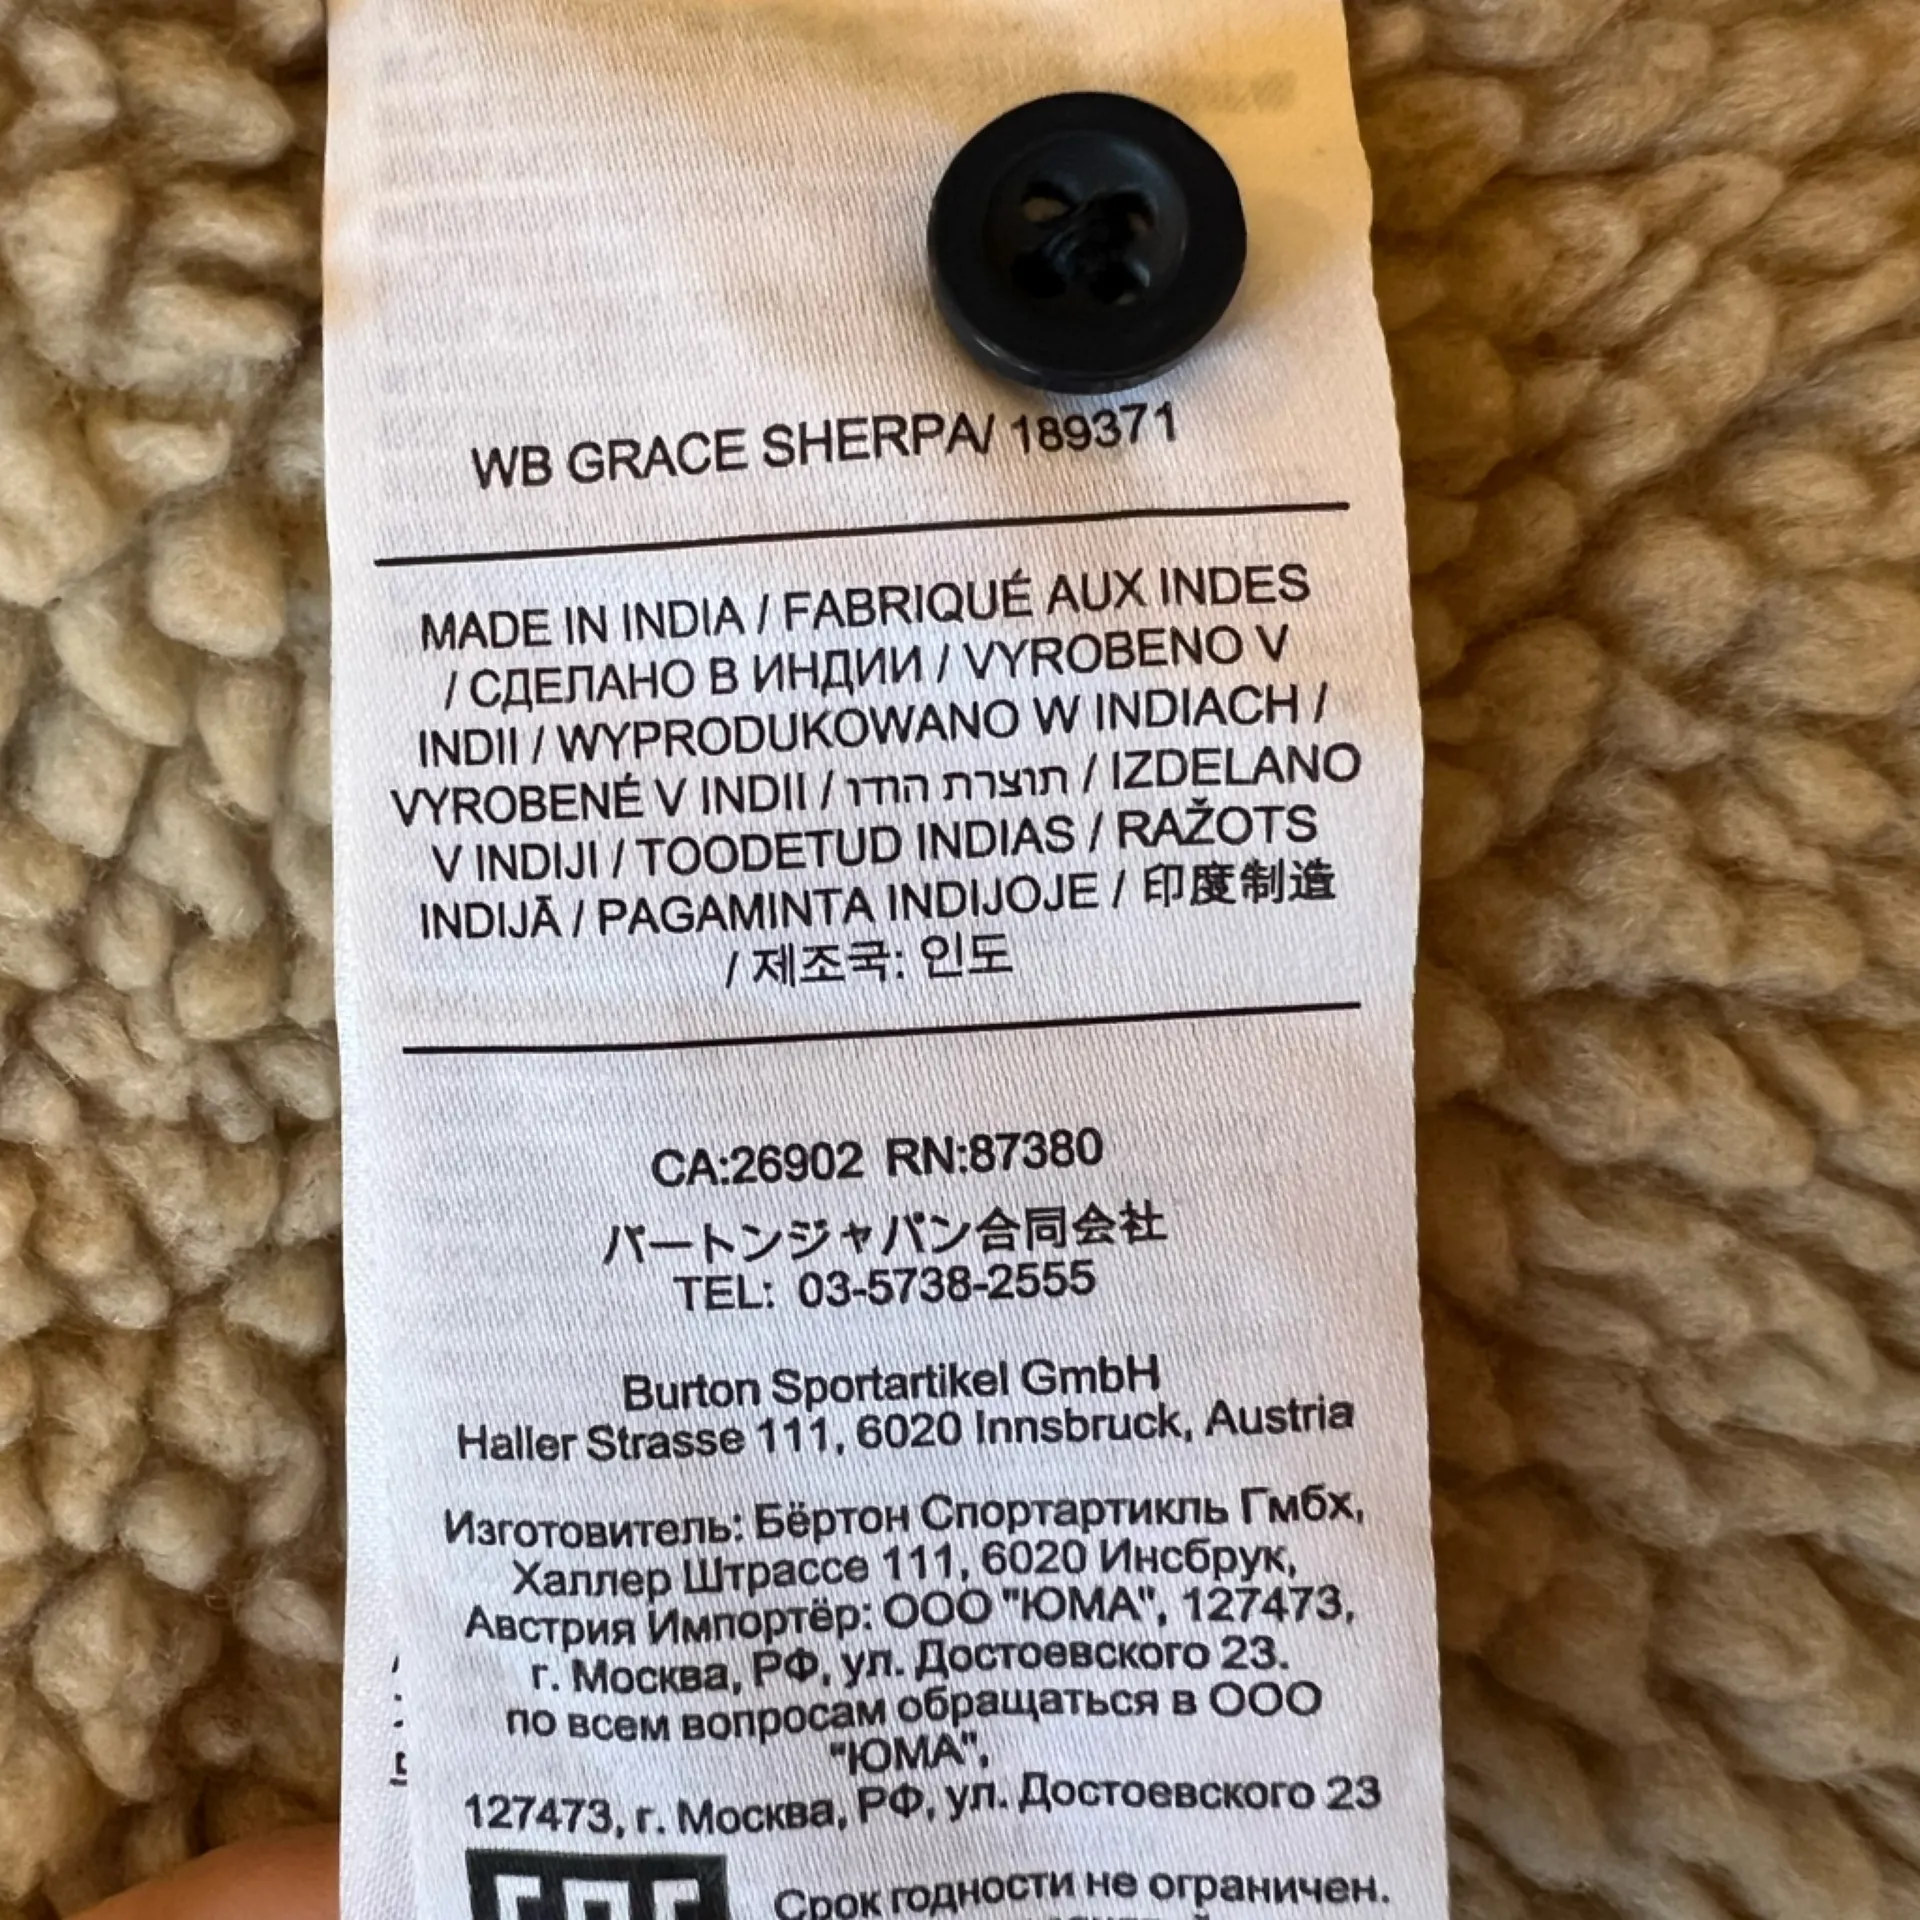 WB GRACE SHERPA/ 189371
MADE IN INDIA / FABRIQUÉ AUX INDES
/ СДЕЛАНО В ИНДИИ / VYROBENO V
INDII / WYPRODUKOWANO W INDIACH /
VYROBENÉ V INDII / תוצרת הודו / IZDELANO
V INDIJI / TOODETUD INDIAS / RAŽOTS
INDIJĀ / PAGAMINTA INDIJOJE / 印度制造
/ 제조국: 인도
CA:26902 RN:87380
バートンジャパン合同会社
TEL: 03-5738-2555
Burton Sportartikel GmbH
Haller Strasse 111, 6020 Innsbruck, Austria
Изготовитель: Бёртон Спортартикль Гмбх,
Халлер Штрассе 111, 6020 Инсбрук,
Австрия Импортёр: ООО "ЮМА", 127473,
г. Москва, РФ, ул. Достоевского 23.
по всем вопросам обращаться в ООО
"ЮМА",
127473, г. Москва, РФ, ул. Достоевского 23
Срок годности не ограничен.